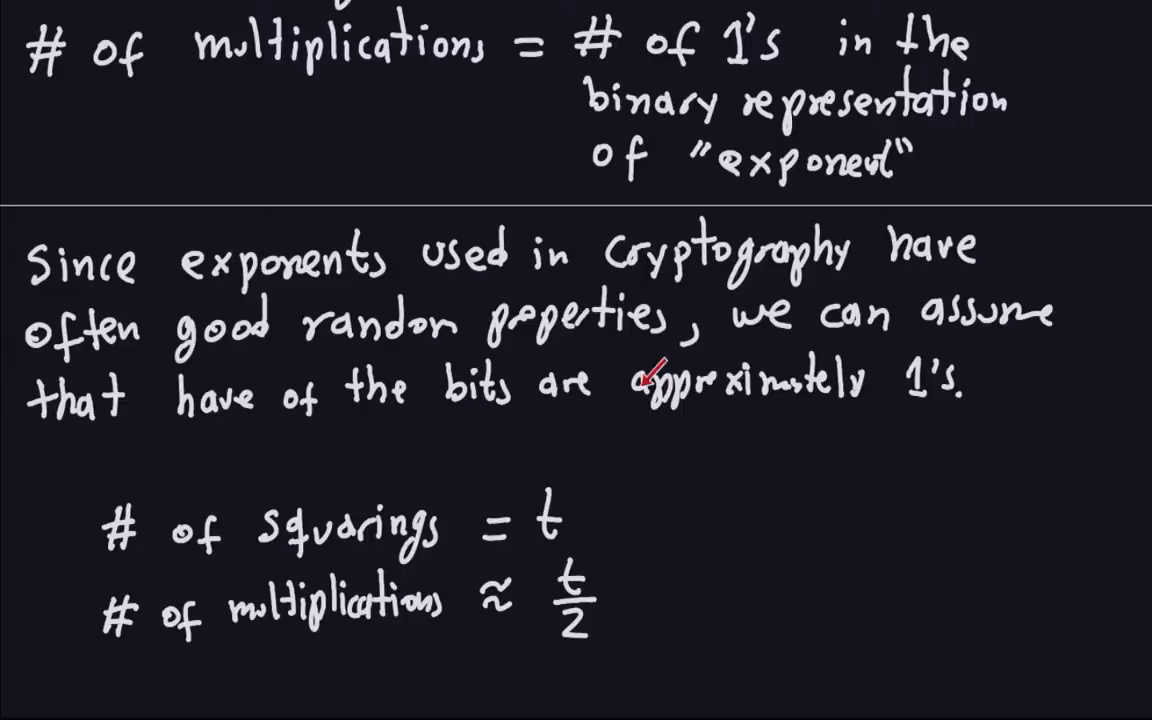 # of multiplications = # of 1's in the
binary representation
of "exponent"
Since exponents used in cryptography have
often good random properties, we can assume
that have of the bits are approximately 1's.
# of squarings = t
# of multiplications ≈ t/2